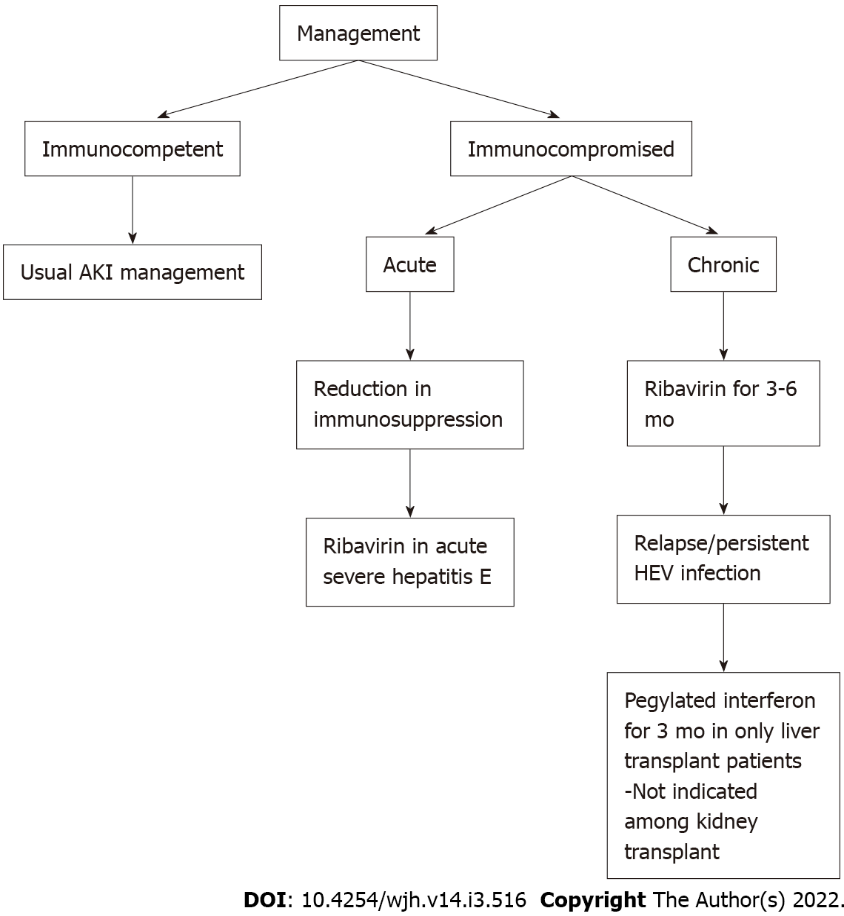 Management
Immunocompetent
Immunocompromised
Usual AKI management
Acute
Chronic
Reduction in
immunosuppression
Ribavirin for 3-6
mo
Ribavirin in acute
severe hepatitis E
Relapse/persistent
HEV infection
Pegylated interferon
for 3 mo in only liver
transplant patients
-Not indicated
among kidney
transplant
DOI: 10.4254/wjh.v14.i3.516 Copyright The Author(s) 2022.